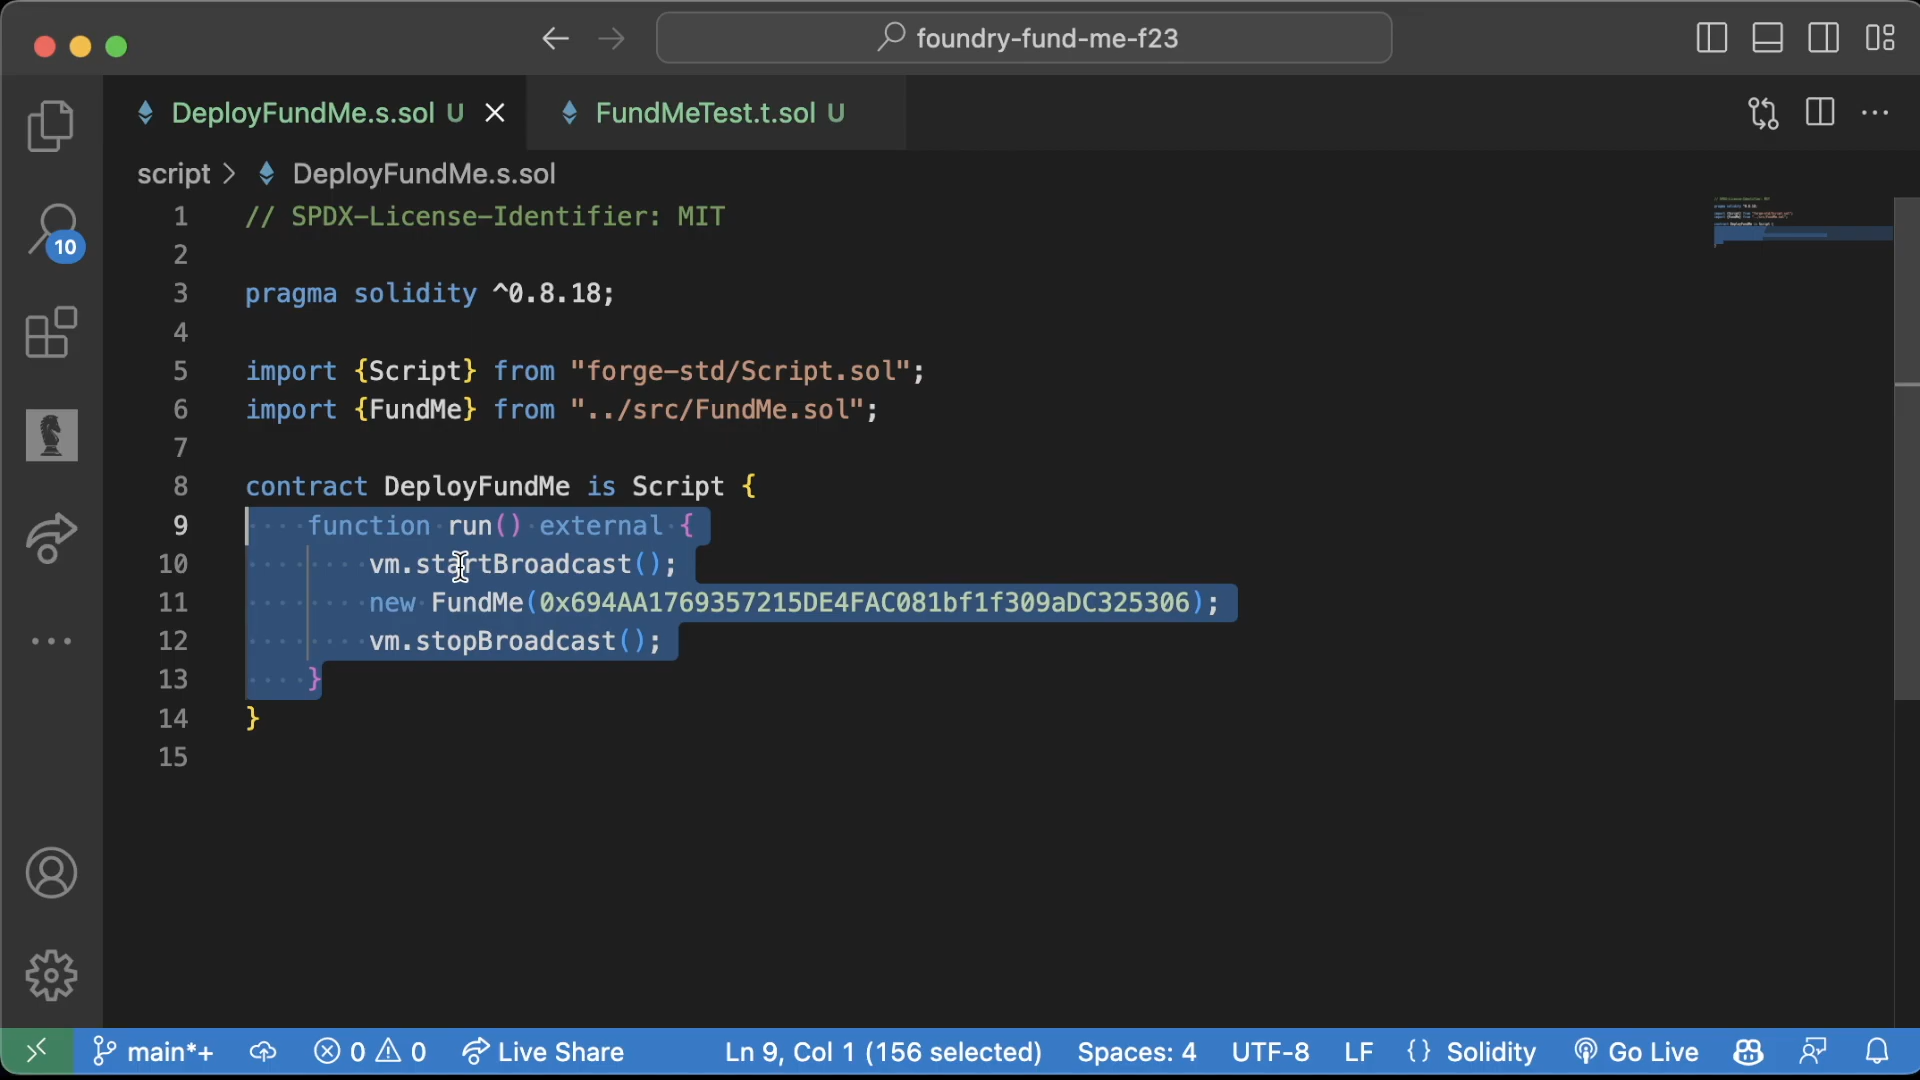 foundry-fund-me-f23
DeployFundMe.s.sol U
FundMeTest.t.sol U
script > DeployFundMe.s.sol
10
1 // SPDX-License-Identifier: MIT
2
3 pragma solidity ^0.8.18;
4
5 import {Script} from "forge-std/Script.sol";
6 import {FundMe} from "../src/FundMe.sol";
7
8 contract DeployFundMe is Script {
9 function run() external {
10 vm.startBroadcast();
11 new FundMe(0x694AA1769357215DE4FAC081bf1f309aDC325306);
12 vm.stopBroadcast();
13 }
14 }
15
main*+ 0 0 Live Share Ln 9, Col 1 (156 selected) Spaces: 4 UTF-8 LF {} Solidity Go Live